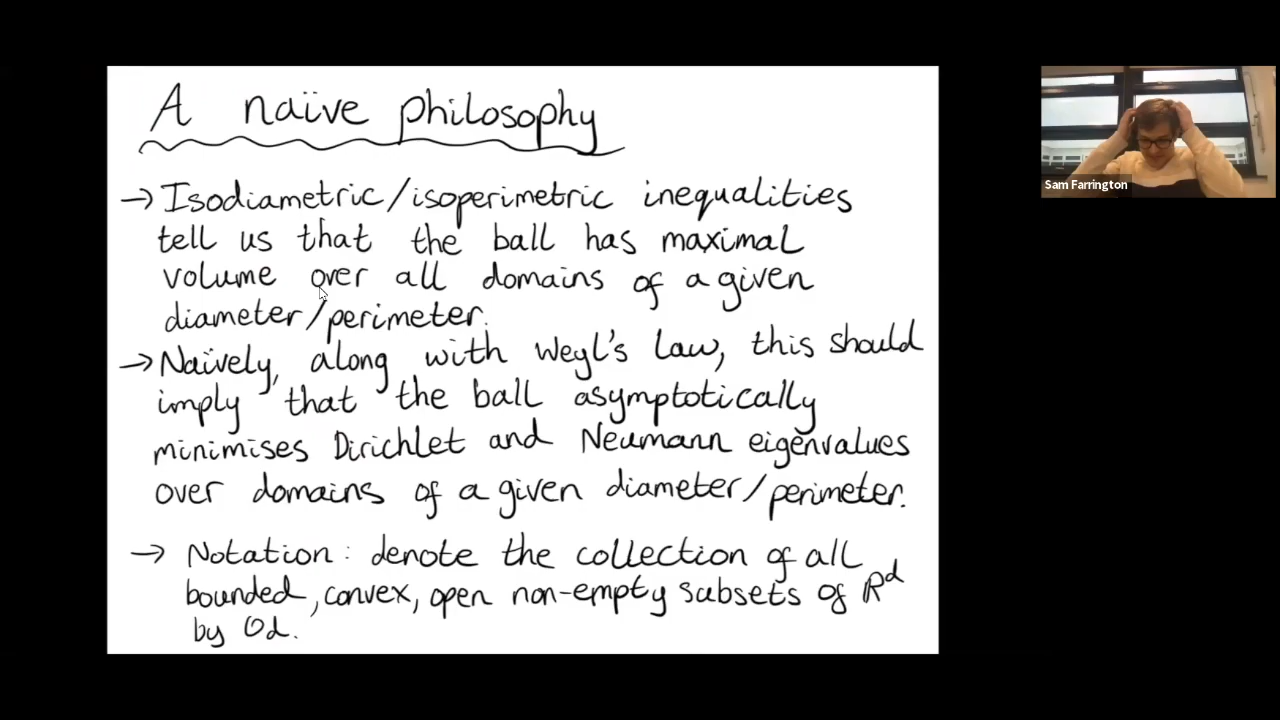 A naïve philosophy
→ Isodiametric/isoperimetric inequalities
tell us that the ball has maximal
volume over all domains of a given
diameter/perimeter.
→ Naïvely, along with Weyl's law, this should
imply that the ball asymptotically
minimises Dirichlet and Neumann eigenvalues
over domains of a given diameter/perimeter.
→ Notation: denote the collection of all
bounded, convex, open non-empty subsets of ℝᵈ
by Od.
Sam Farrington